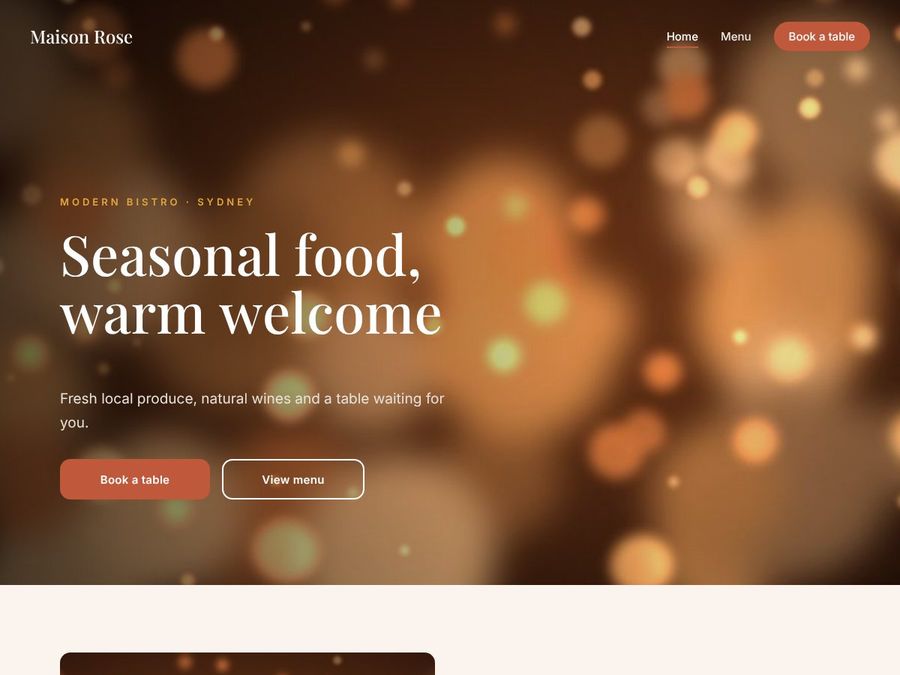 Maison Rose
Home
Menu
Book a table
MODERN BISTRO · SYDNEY
Seasonal food,
warm welcome
Fresh local produce, natural wines and a table waiting for
you.
Book a table
View menu